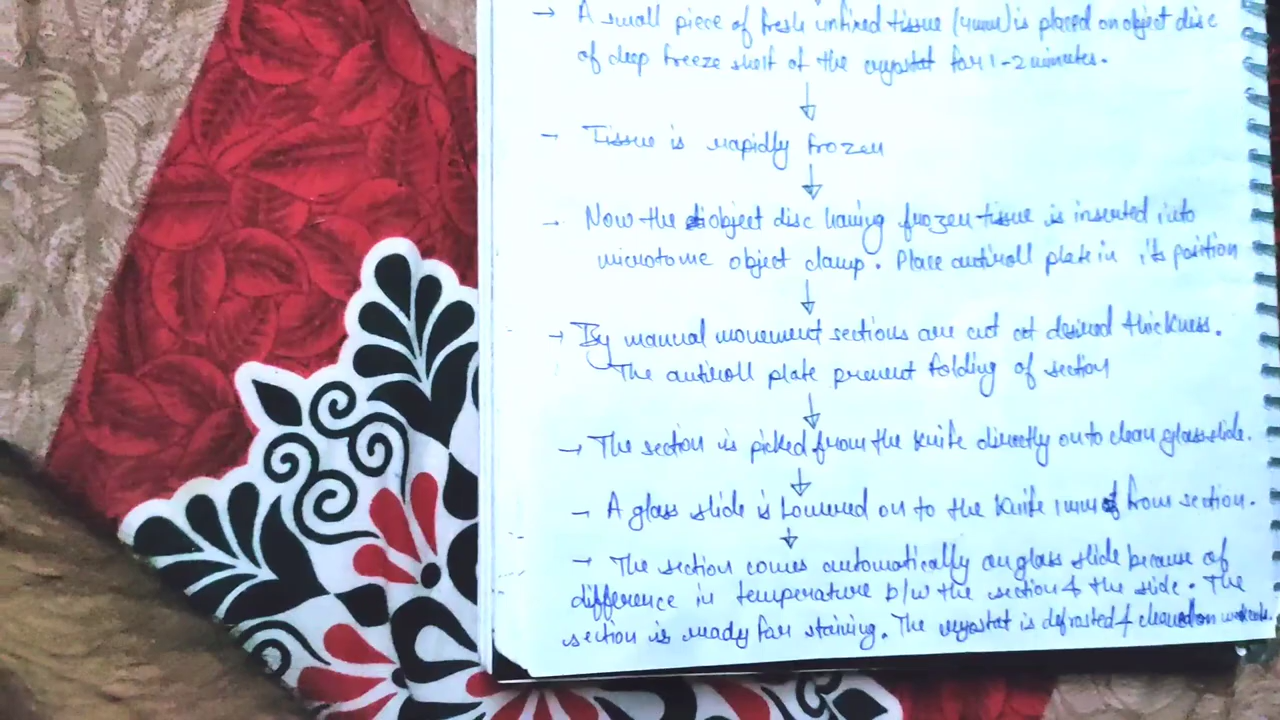 → A small piece of fresh unfixed tissue (4mm) is placed on object disc
of deep freeze shelf of the cryostat for 1-2 minutes.
↓
→ Tissue is rapidly frozen
↓
→ Now the object disc having frozen tissue is inserted into
microtome object clamp. Place antiroll plate in its position
↓
→ By manual movement sections are cut at desired thickness.
The antiroll plate prevent folding of section
↓
→ The section is picked from the knife directly onto clean glass slide.
↓
→ A glass slide is lowered on to the knife 1mm from section.
↓
→ The section comes automatically on glass slide because of
difference in temperature b/w the section & the slide. The
section is ready for staining. The cryostat is defrosted & cleaned on